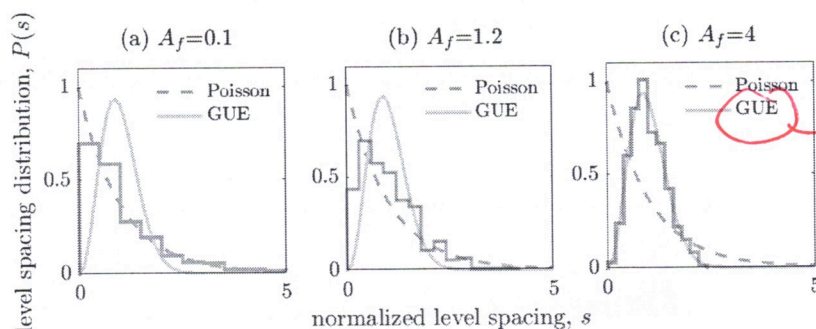 (a) A_f=0.1
(b) A_f=1.2
(c) A_f=4
level spacing distribution, P(s)
1
0.5
0
0
5
Poisson
GUE
1
0.5
0
0
5
Poisson
GUE
1
0.5
0
0
5
Poisson
GUE
normalized level spacing, s